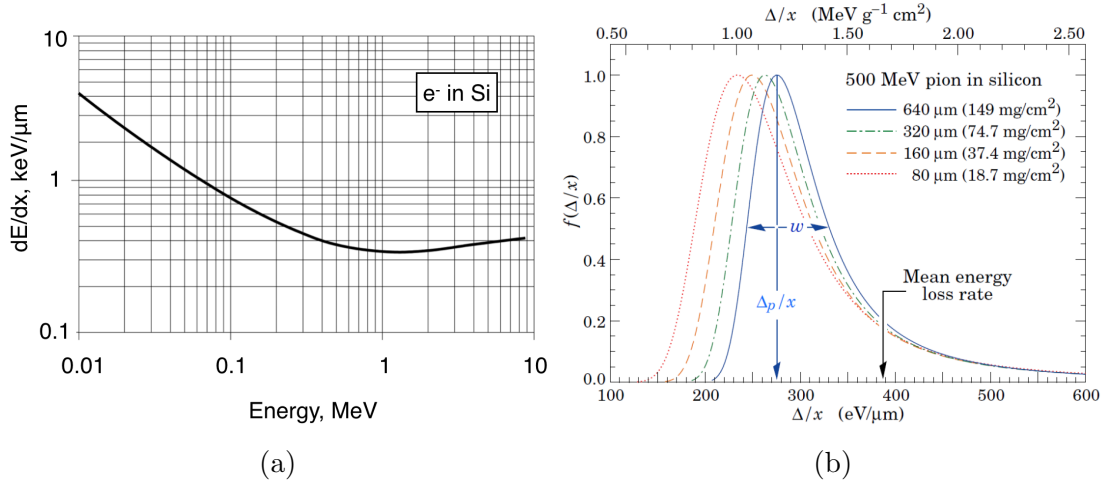 10
1
0.1
dE/dx, keV/μm
e⁻ in Si
0.01
0.1
1
10
Energy, MeV
(a)
Δ/x (MeV g⁻¹ cm²)
0.50
1.00
1.50
2.00
2.50
1.0
0.8
0.6
0.4
0.2
0.0
f(Δ/x)
500 MeV pion in silicon
640 μm (149 mg/cm²)
320 μm (74.7 mg/cm²)
160 μm (37.4 mg/cm²)
80 μm (18.7 mg/cm²)
w
Δp/x
Mean energy
loss rate
100
200
300
400
500
600
Δ/x (eV/μm)
(b)